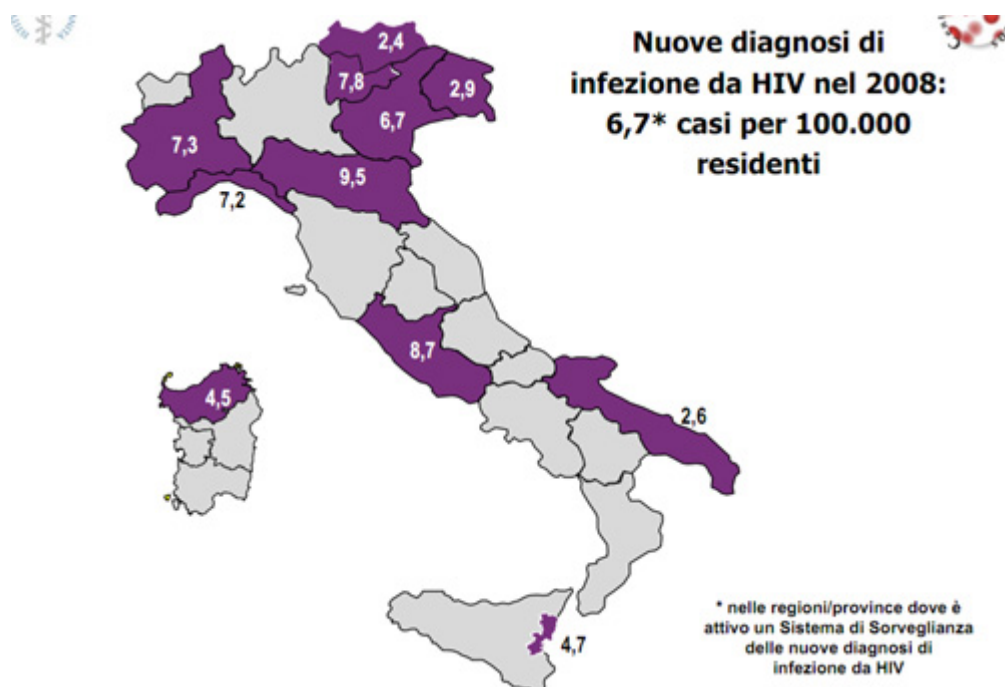 Nuove diagnosi di
infezione da HIV nel 2008:
6,7* casi per 100.000
residenti
2,4
7,8
2,9
6,7
7,3
9,5
7,2
8,7
4,5
2,6
4,7
* nelle regioni/province dove è
attivo un Sistema di Sorveglianza
delle nuove diagnosi di
infezione da HIV